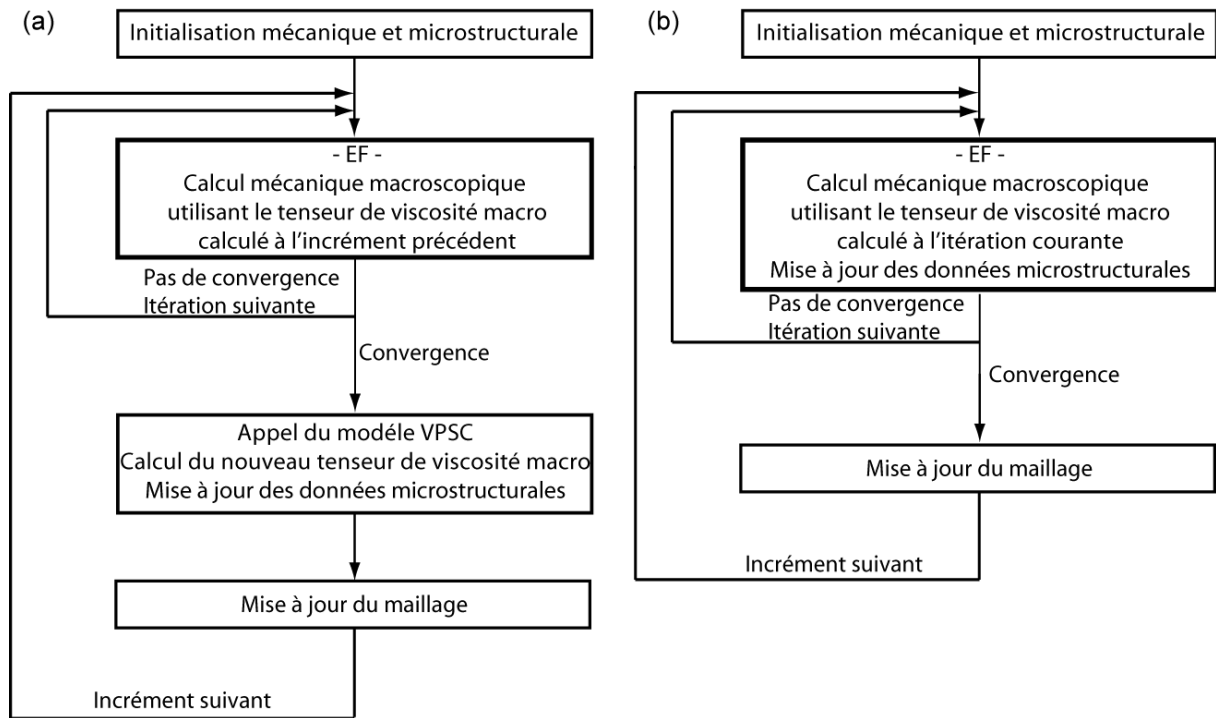 (a)
Initialisation mécanique et microstructurale
- EF -
Calcul mécanique macroscopique
utilisant le tenseur de viscosité macro
calculé à l'incrément précédent
Pas de convergence
Itération suivante
Convergence
Appel du modéle VPSC
Calcul du nouveau tenseur de viscosité macro
Mise à jour des données microstructurales
Mise à jour du maillage
Incrément suivant
(b)
Initialisation mécanique et microstructurale
- EF -
Calcul mécanique macroscopique
utilisant le tenseur de viscosité macro
calculé à l'itération courante
Mise à jour des données microstructurales
Pas de convergence
Itération suivante
Convergence
Mise à jour du maillage
Incrément suivant